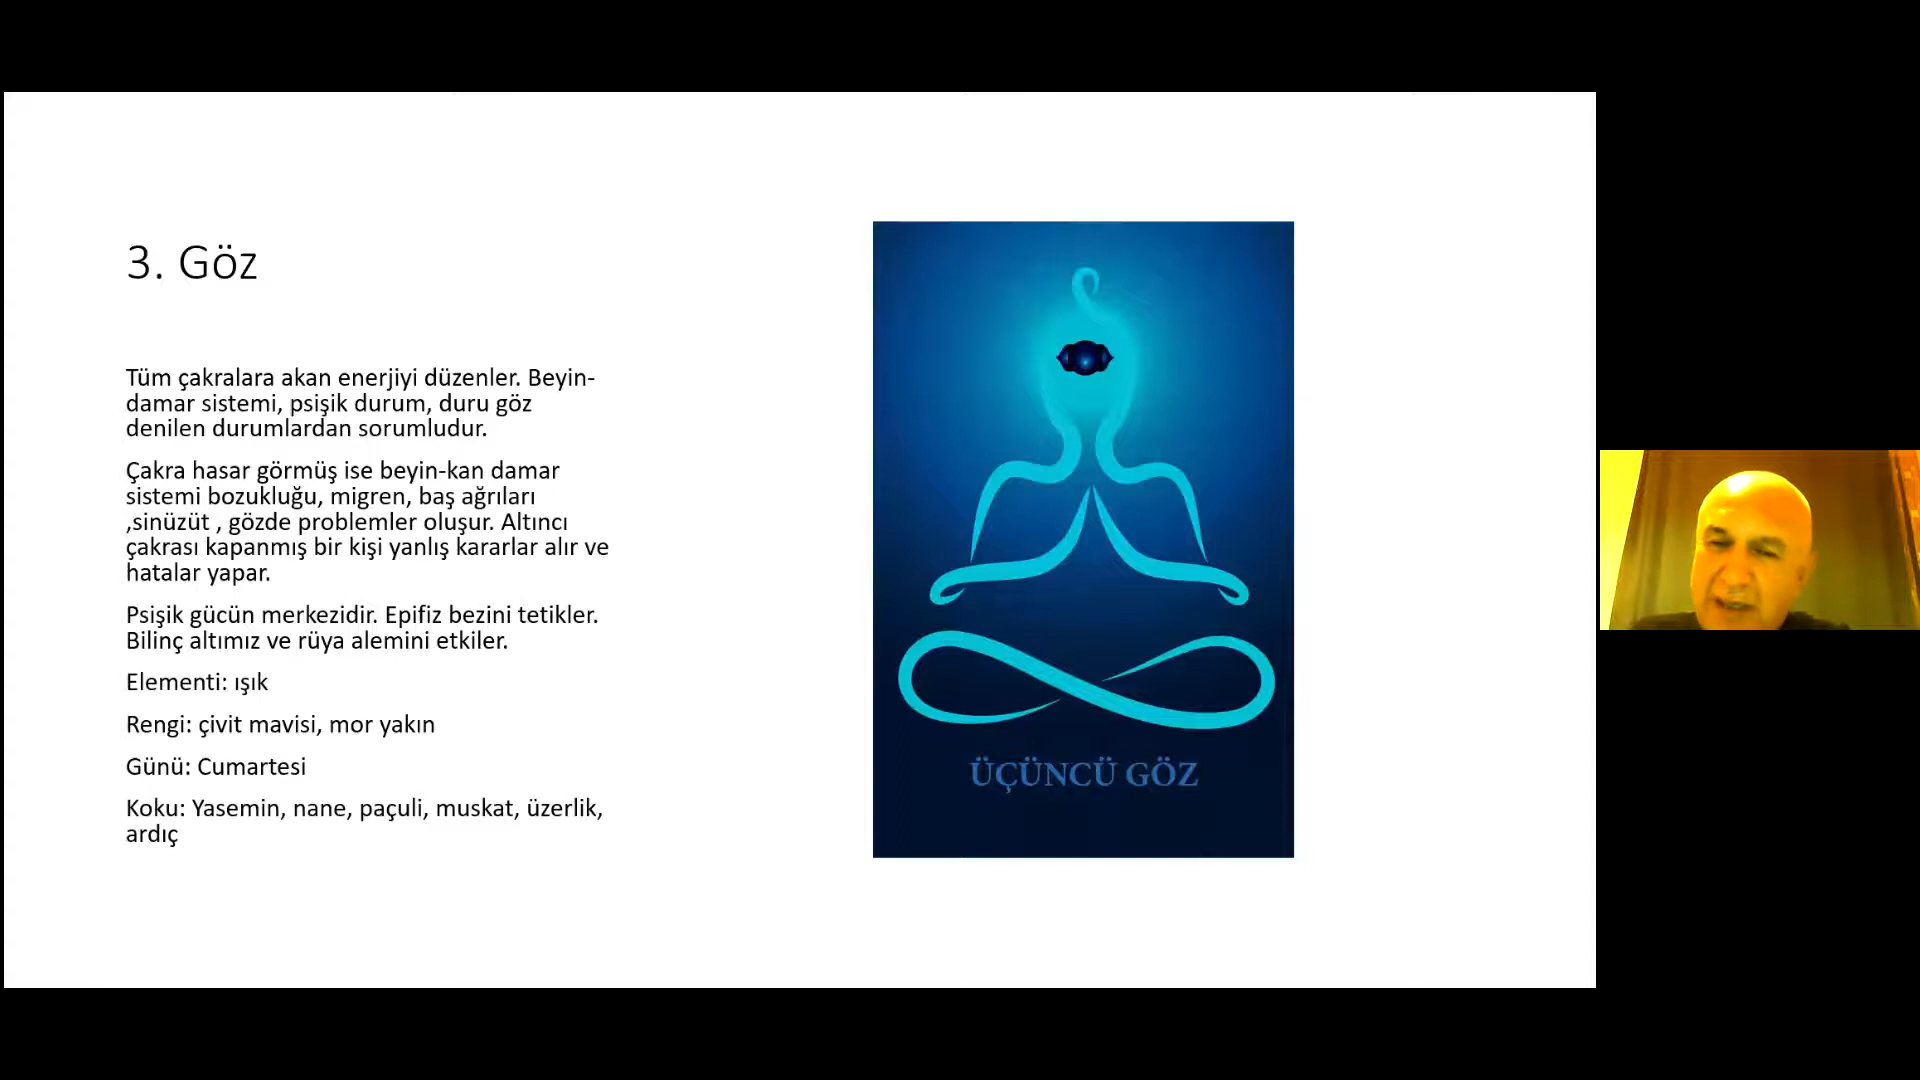 3. Göz
Tüm çakralara akan enerjiyi düzenler. Beyin-
damar sistemi, psişik durum, duru göz
denilen durumlardan sorumludur.
Çakra hasar görmüş ise beyin-kan damar
sistemi bozukluğu, migren, baş ağrıları
,sinüzüt , gözde problemler oluşur. Altıncı
çakrası kapanmış bir kişi yanlış kararlar alır ve
hatalar yapar.
Psişik gücün merkezidir. Epifiz bezini tetikler.
Bilinç altımız ve rüya alemini etkiler.
Elementi: ışık
Rengi: çivit mavisi, mor yakın
Günü: Cumartesi
Koku: Yasemin, nane, paçuli, muskat, üzerlik,
ardıç
ÜÇÜNCÜ GÖZ